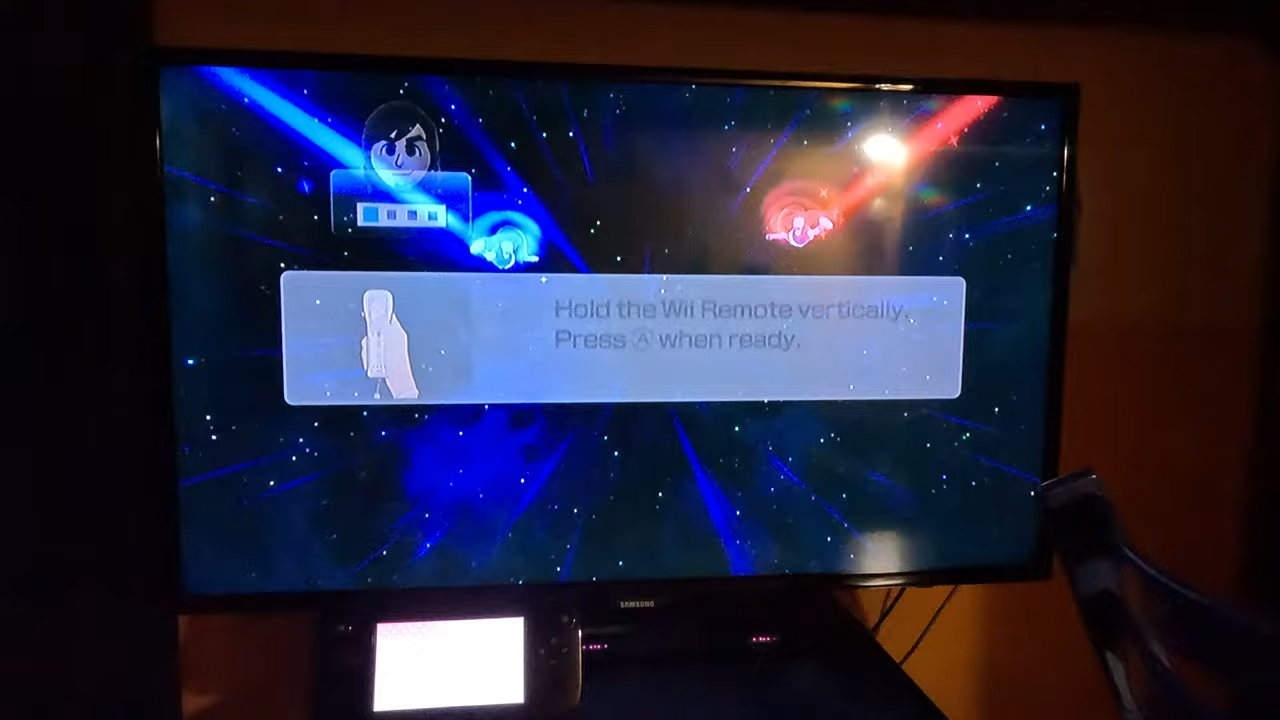 Hold the Wii Remote vertically.
Press Ⓐ when ready.
SAMSUNG